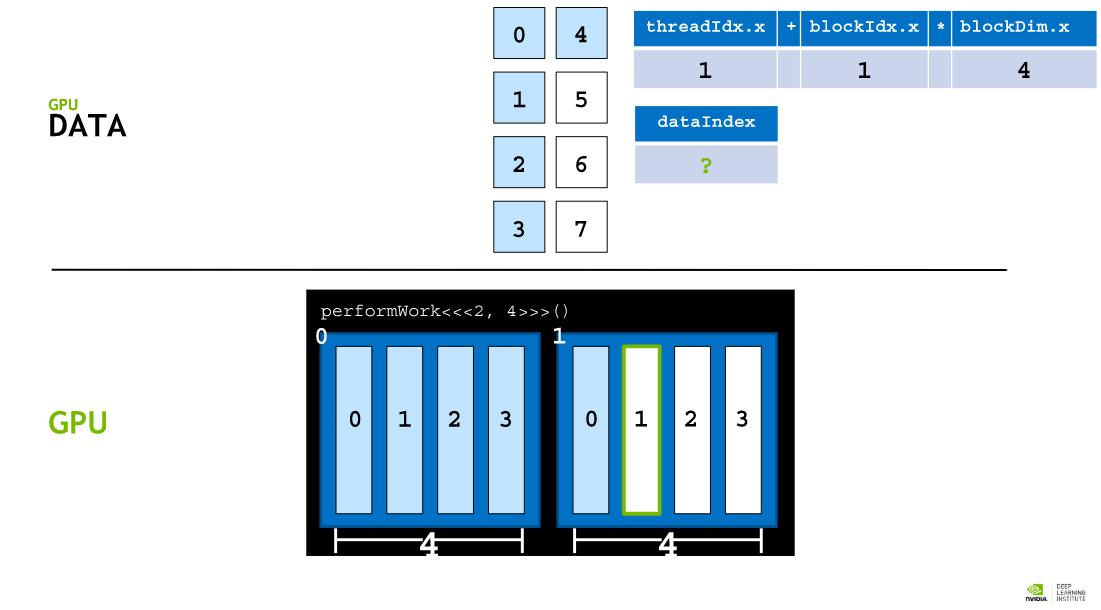 0 4
1 5
2 6
3 7
threadIdx.x + blockIdx.x * blockDim.x
1 1 4
dataIndex
?
GPU
DATA
performWork<<<2, 4>>>()
0 1
0 1 2 3 0 1 2 3
4 4
GPU
NVIDIA.
DEEP
LEARNING
INSTITUTE